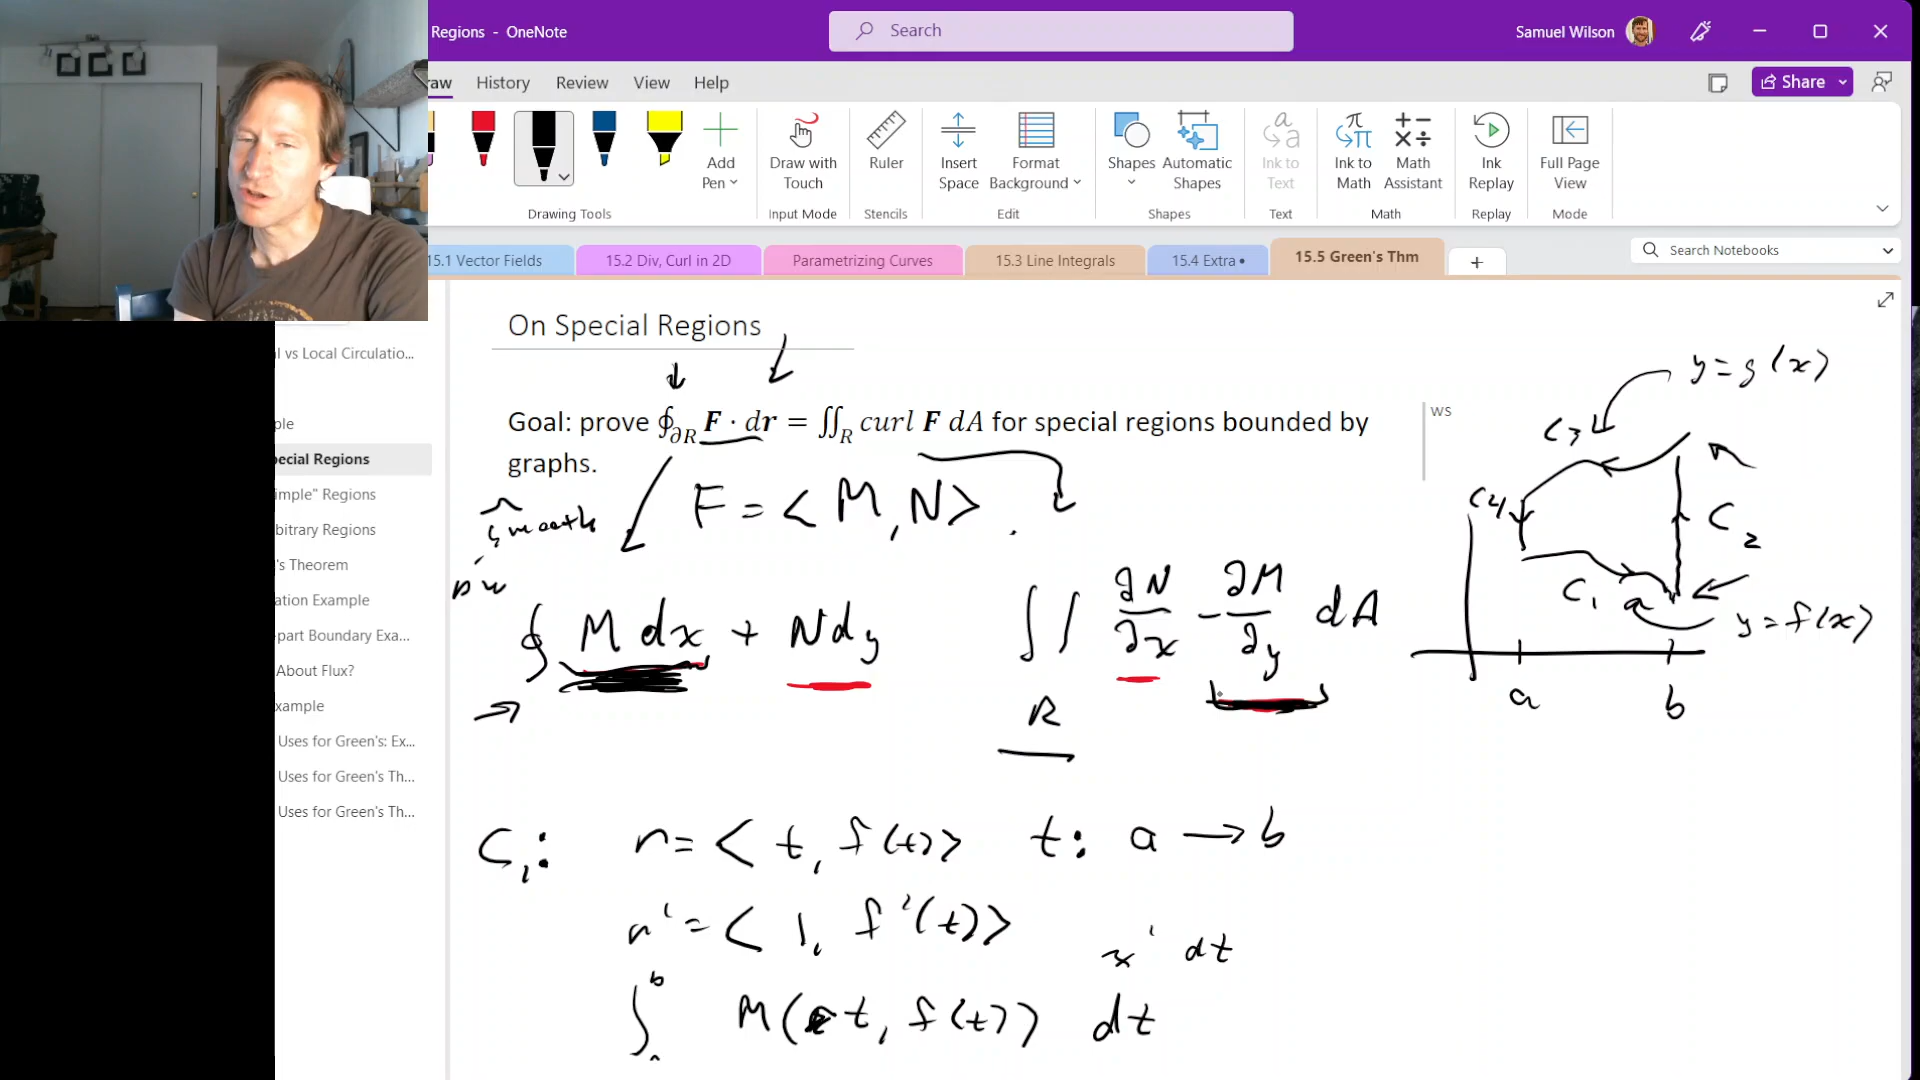 Regions - OneNote
Search
Samuel Wilson
aw
History
Review
View
Help
Share
Add Pen
Draw with Touch
Ruler
Insert Space
Format Background
Shapes
Automatic Shapes
Ink to Text
Ink to Math
Math Assistant
Ink Replay
Full Page View
Drawing Tools
Input Mode
Stencils
Edit
Shapes
Text
Math
Replay
Mode
15.1 Vector Fields
15.2 Div, Curl in 2D
Parametrizing Curves
15.3 Line Integrals
15.4 Extra •
15.5 Green's Thm
+
Search Notebooks
l vs Local Circulatio...
ple
pecial Regions
imple" Regions
bitrary Regions
's Theorem
ation Example
part Boundary Exa...
About Flux?
xample
Uses for Green's: Ex...
Uses for Green's Th...
Uses for Green's Th...
On Special Regions
Goal: prove ∮∂R F · dr = ∬R curl F dA for special regions bounded by
graphs.
ws
smooth
pw
F = < M, N > .
∮ M dx + N dy
∬ ∂N/∂x - ∂M/∂y dA
R
y = g(x)
C3
C4
C2
C1
a
y = f(x)
a
b
C1: r = < t, f(t) > t: a → b
r' = < 1, f'(t) >
x' dt
∫ b a M( t, f(t)) dt